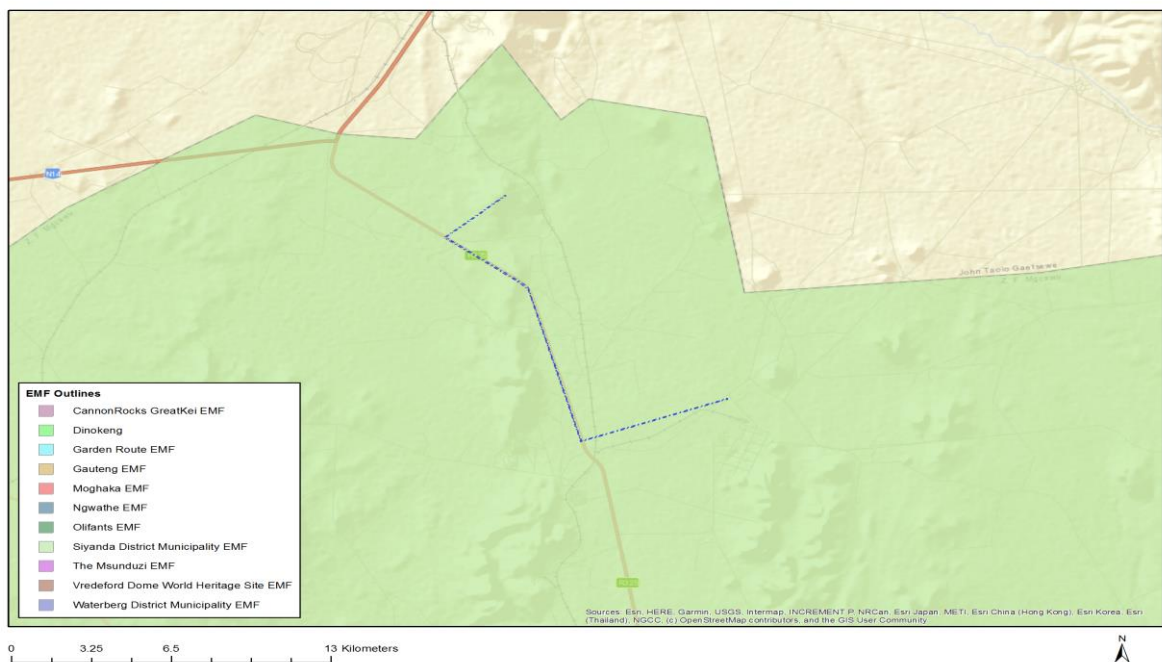 N14
John Taolo Gaetsewe
Z F Mgcawu
Z F Mgcawu
EMF Outlines
CannonRocks GreatKei EMF
Dinokeng
Garden Route EMF
Gauteng EMF
Moghaka EMF
Ngwathe EMF
Olifants EMF
Siyanda District Municipality EMF
The Msunduzi EMF
Vredeford Dome World Heritage Site EMF
Waterberg District Municipality EMF
Sources: Esri, HERE, Garmin, USGS, Intermap, INCREMENT P, NRCan, Esri Japan, METI, Esri China (Hong Kong), Esri Korea, Esri
(Thailand), NGCC, (c) OpenStreetMap contributors, and the GIS User Community
0 3.25 6.5 13 Kilometers
N